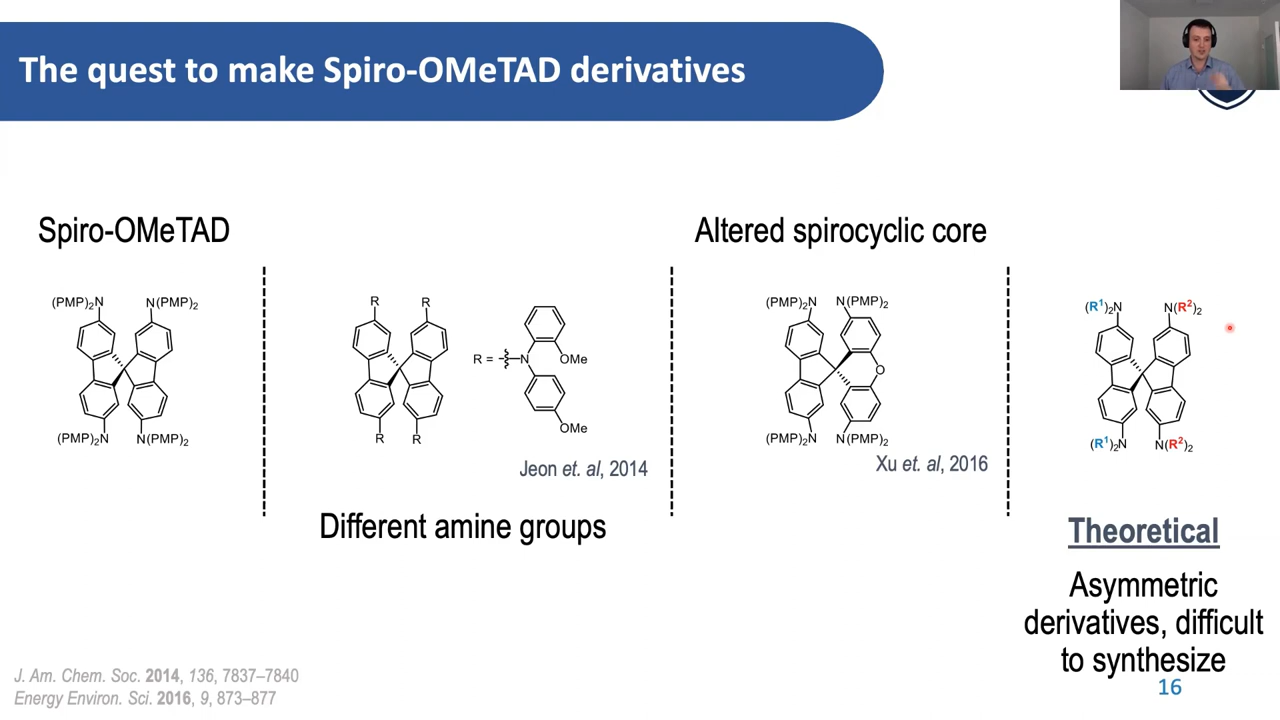 The quest to make Spiro-OMeTAD derivatives
Spiro-OMeTAD
(PMP)₂N N(PMP)₂
(PMP)₂N N(PMP)₂
R R
R R
R = N
OMe
OMe
Jeon et. al, 2014
Different amine groups
Altered spirocyclic core
(PMP)₂N N(PMP)₂
O
(PMP)₂N N(PMP)₂
Xu et. al, 2016
(R¹)₂N N(R²)₂
(R¹)₂N N(R²)₂
Theoretical
Asymmetric
derivatives, difficult
to synthesize
J. Am. Chem. Soc. 2014, 136, 7837–7840
Energy Environ. Sci. 2016, 9, 873–877
16